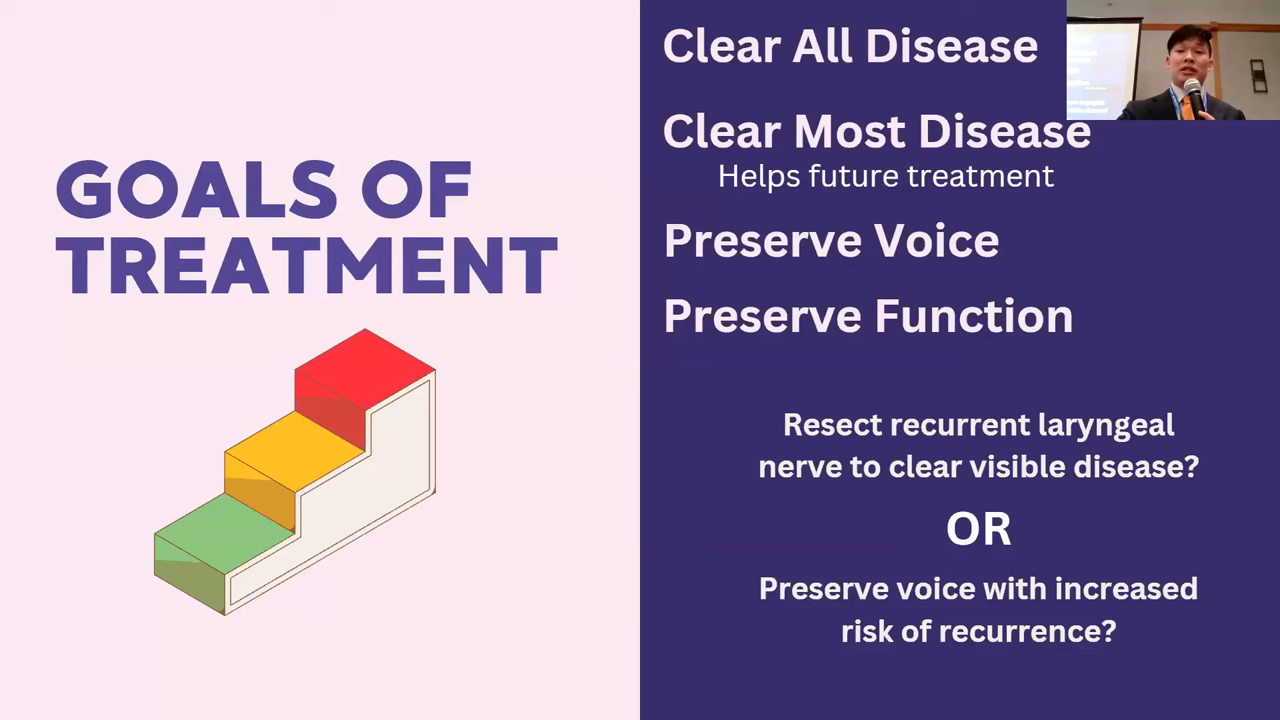 GOALS OF
TREATMENT
Clear All Disease
Clear Most Disease
Helps future treatment
Preserve Voice
Preserve Function
Resect recurrent laryngeal
nerve to clear visible disease?
OR
Preserve voice with increased
risk of recurrence?